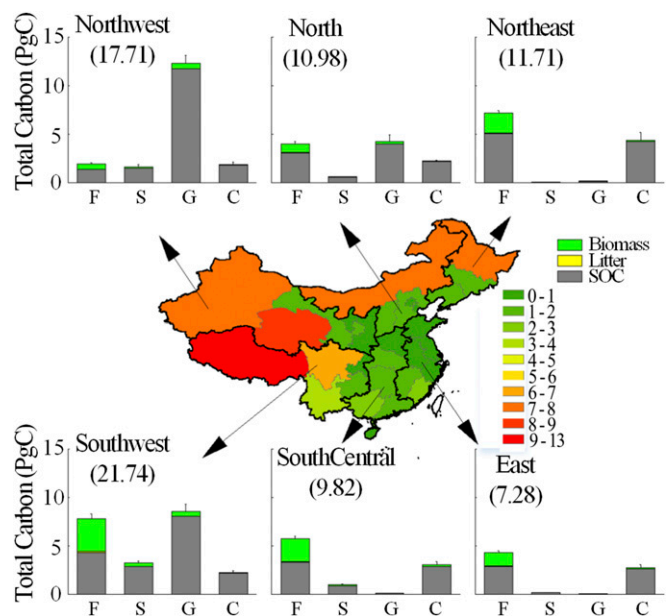 Northwest
(17.71)
North
(10.98)
Northeast
(11.71)
Total Carbon (PgC)
15
10
5
0
F S G C
F S G C
F S G C
Biomass
Litter
SOC
0-1
1-2
2-3
3-4
4-5
5-6
6-7
7-8
8-9
9-13
Southwest
(21.74)
SouthCentral
(9.82)
East
(7.28)
Total Carbon (PgC)
15
10
5
0
F S G C
F S G C
F S G C